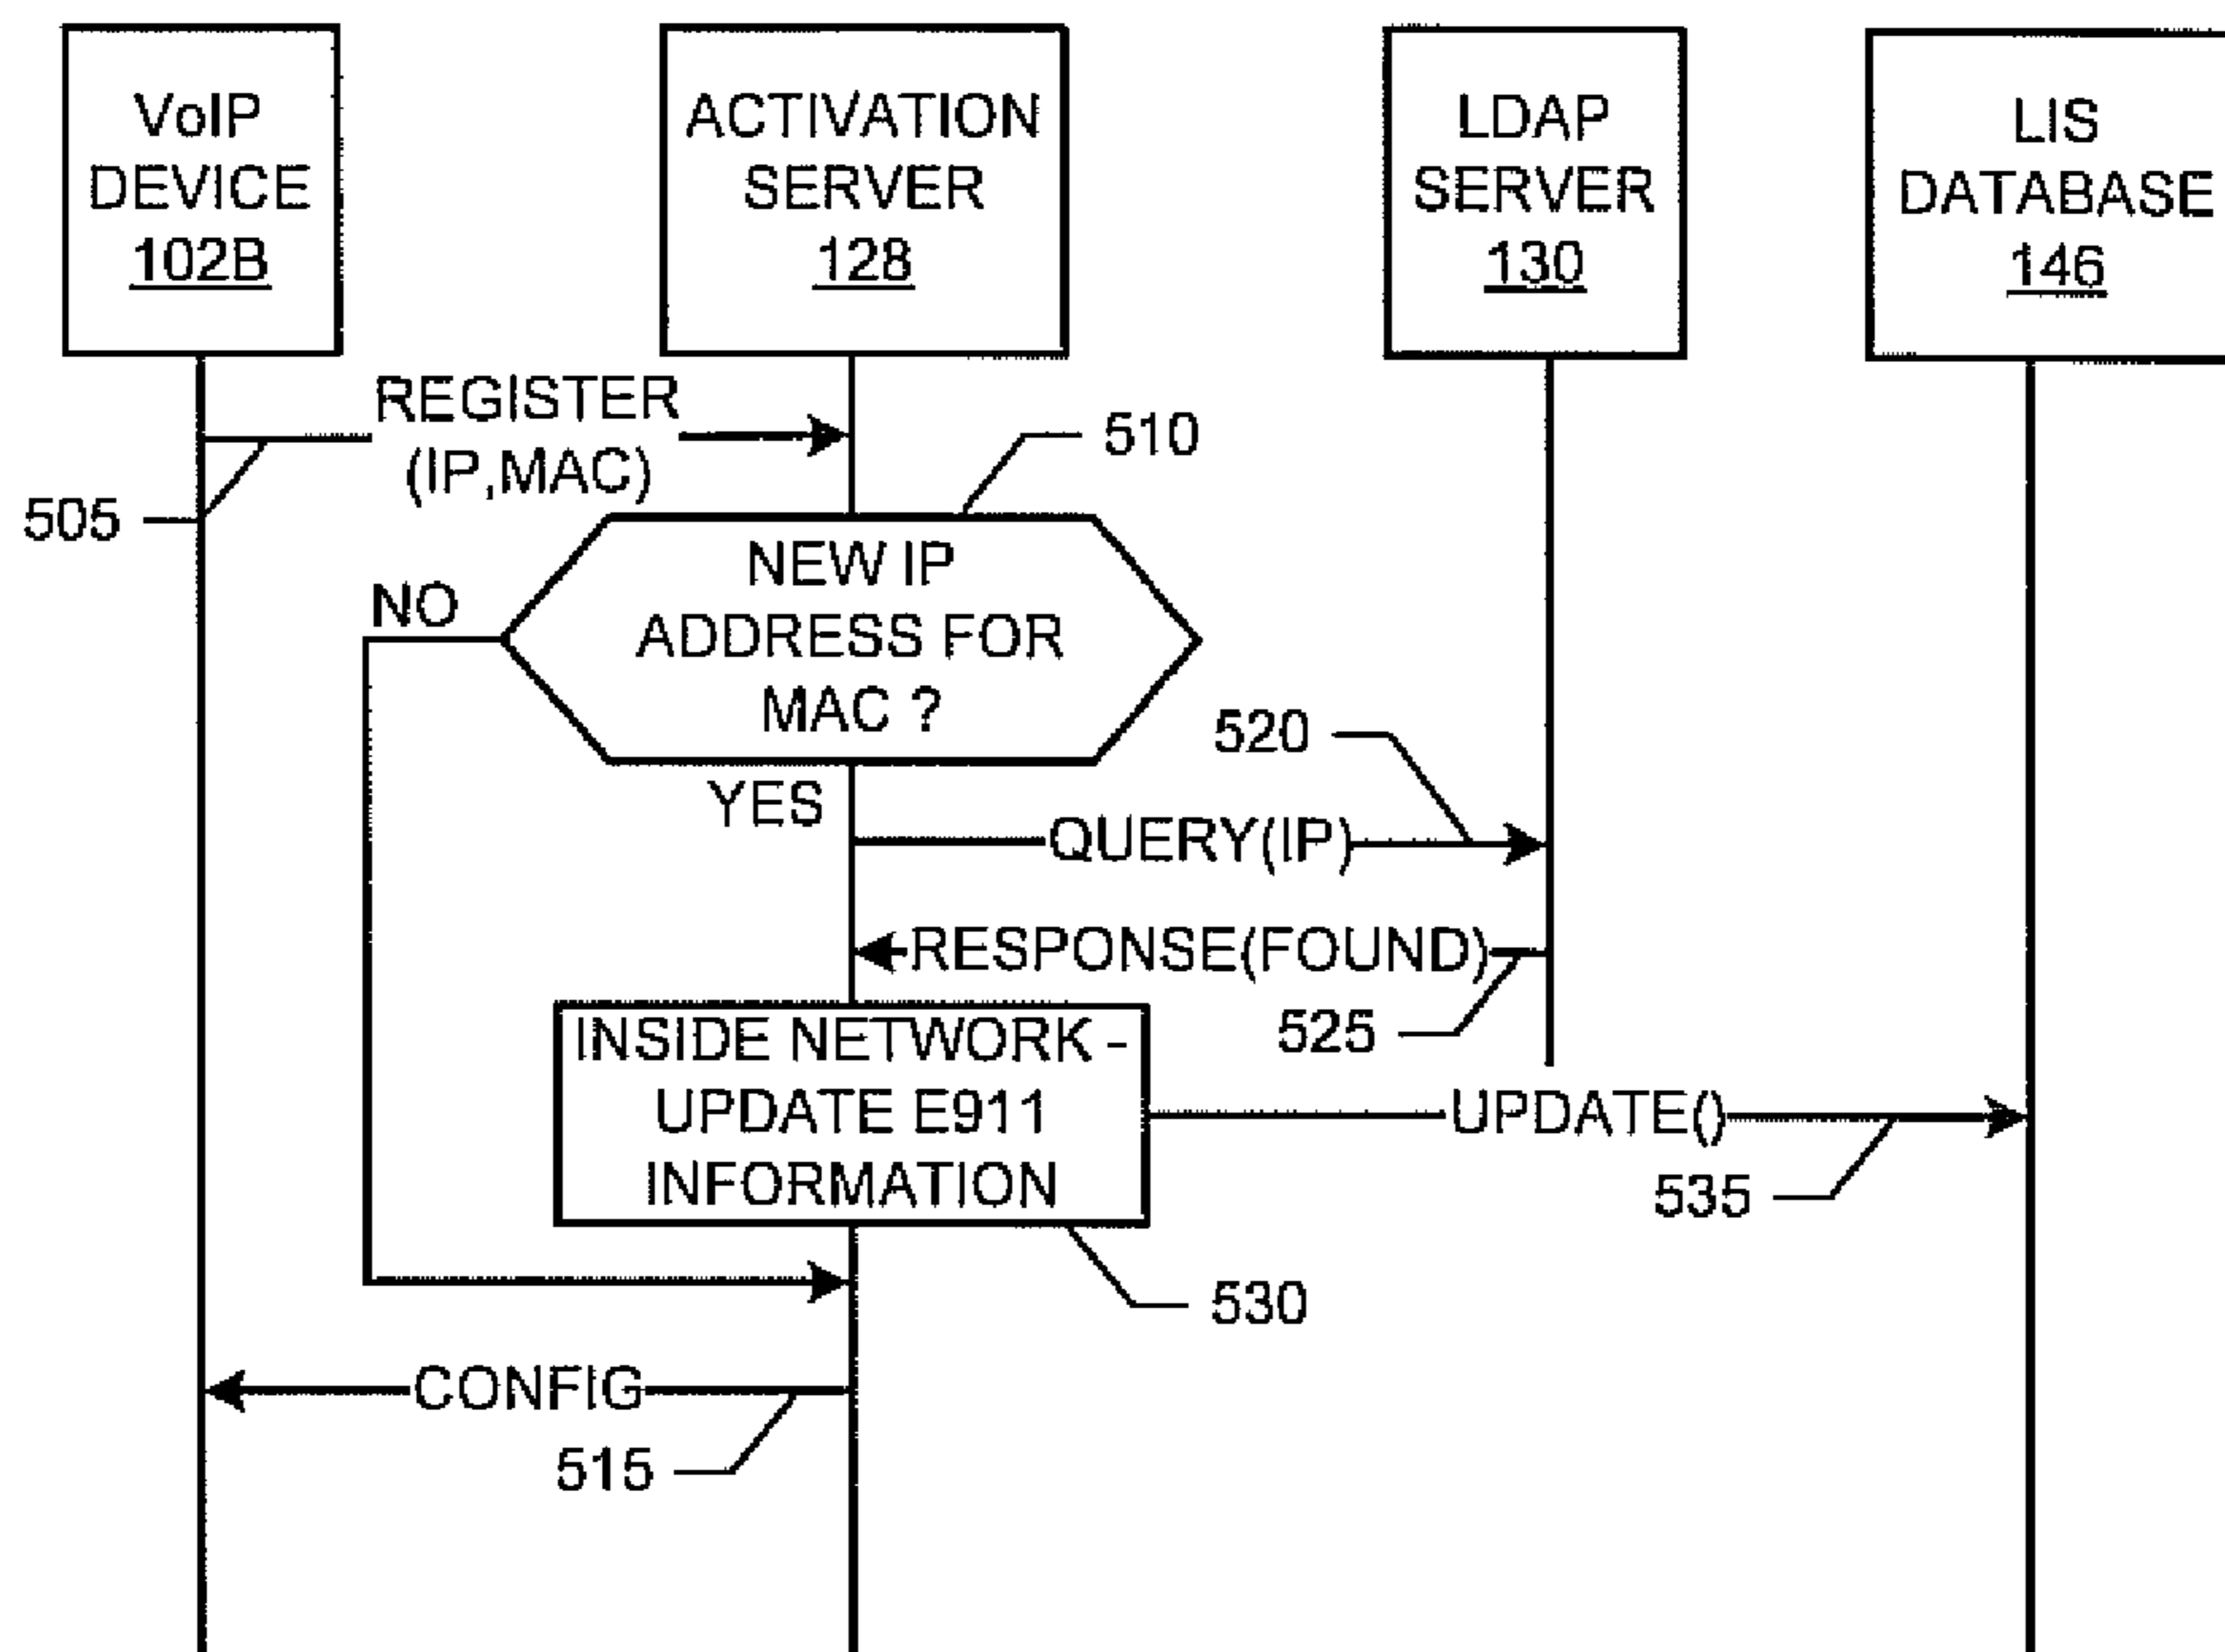 VoIP
DEVICE
102B
ACTIVATION
SERVER
128
LDAP
SERVER
130
LIS
DATABASE
146
REGISTER
(IP,MAC)
505
510
NEW IP
ADDRESS FOR
MAC ?
NO
YES
520
QUERY(IP)
RESPONSE(FOUND)
525
INSIDE NETWORK -
UPDATE E911
INFORMATION
UPDATE()
535
530
CONFIG
515